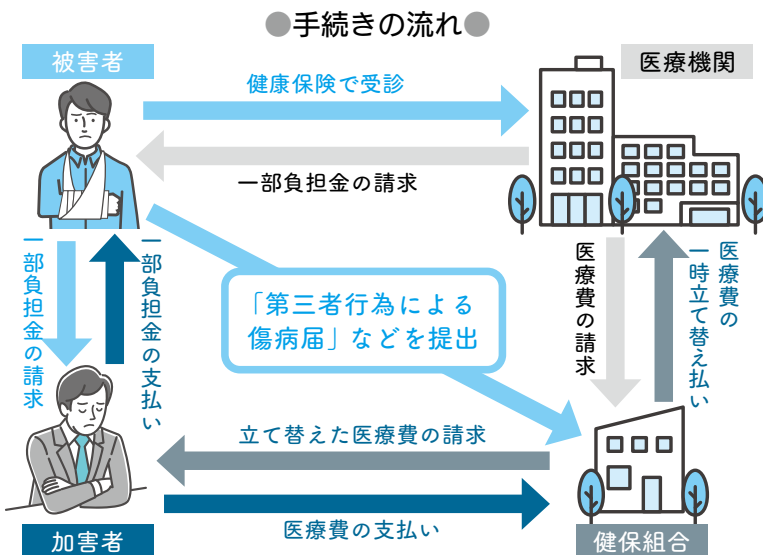 ●手続きの流れ●
被害者
医療機関
健康保険で受診
一部負担金の請求
一部負担金の請求
一部負担金の支払い
「第三者行為による
傷病届」などを提出
医療費の請求
医療費の
一時立て替え払い
立て替えた医療費の請求
医療費の支払い
加害者
健保組合